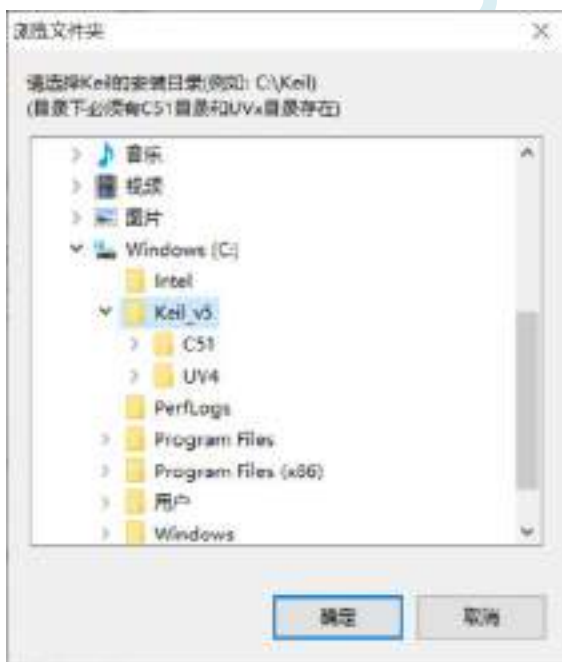 浏览文件夹
请选择Keil的安装目录(例如: C:\Keil)
(目录下必须有C51目录和UVx目录存在)
音乐
视频
图片
Windows (C:)
Intel
Keil_v5
C51
UV4
PerfLogs
Program Files
Program Files (x86)
用户
Windows
确定
取消